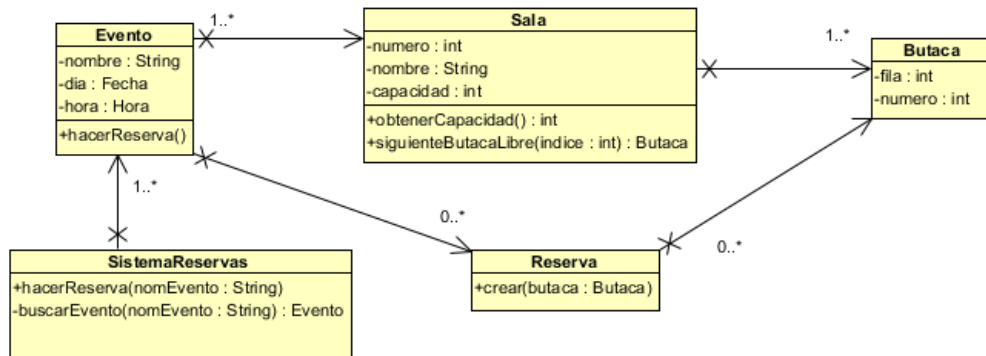 Evento
-nombre : String
-dia : Fecha
-hora : Hora
+hacerReserva()
1..*
Sala
-numero : int
-nombre : String
-capacidad : int
+obtenerCapacidad() : int
+siguienteButacaLibre(indice : int) : Butaca
1..*
Butaca
-fila : int
-numero : int
1..*
0..*
0..*
SistemaReservas
+hacerReserva(nomEvento : String)
-buscarEvento(nomEvento : String) : Evento
Reserva
+crear(butaca : Butaca)